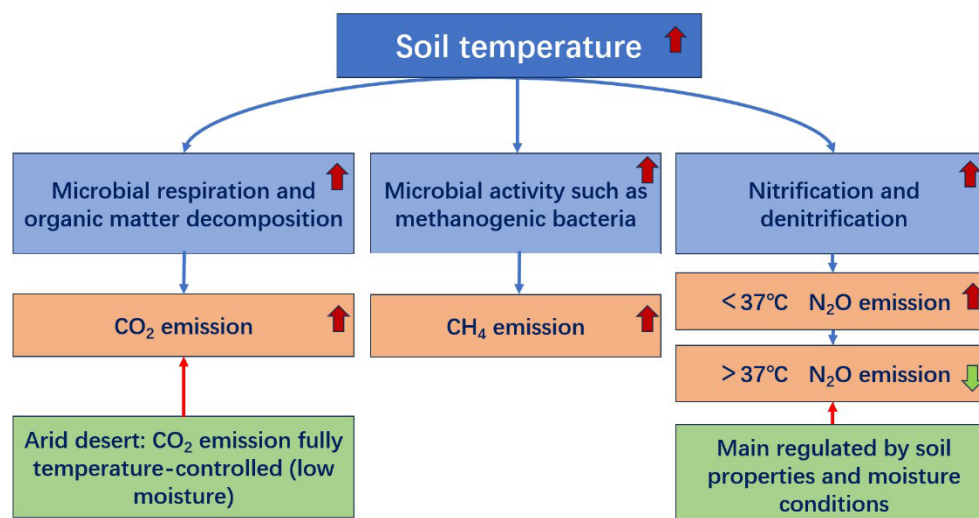 Soil temperature
Microbial respiration and
organic matter decomposition
Microbial activity such as
methanogenic bacteria
Nitrification and
denitrification
CO₂ emission
CH₄ emission
<37℃ N₂O emission
>37℃ N₂O emission
Arid desert: CO₂ emission fully
temperature-controlled (low
moisture)
Main regulated by soil
properties and moisture
conditions